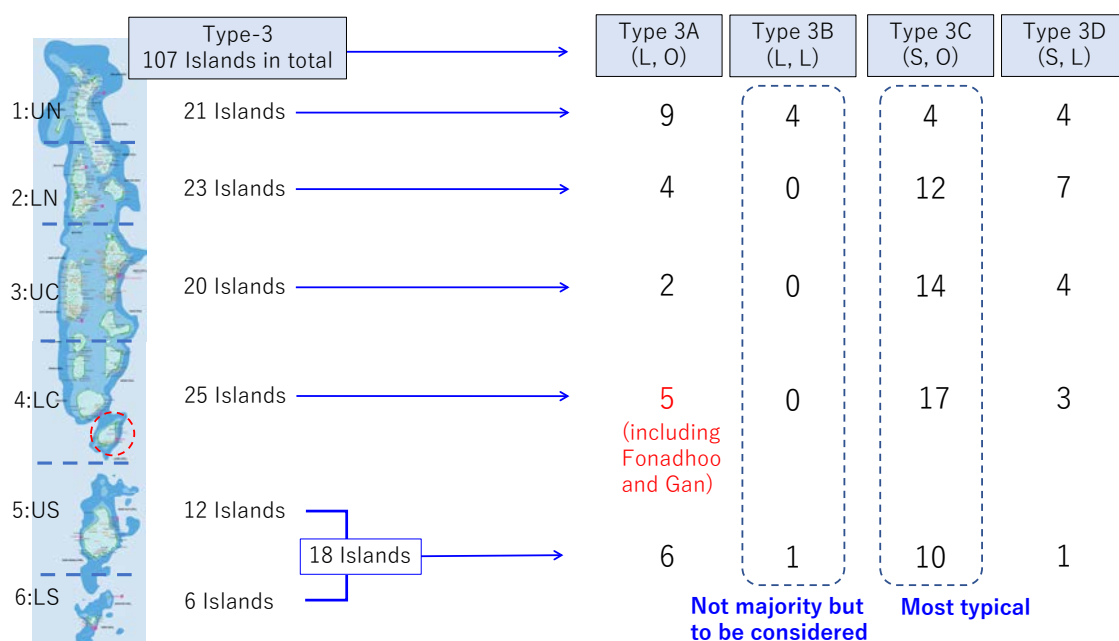 Type-3
107 Islands in total
Type 3A
(L, O)
Type 3B
(L, L)
Type 3C
(S, O)
Type 3D
(S, L)
1:UN
21 Islands
9
4
4
4
2:LN
23 Islands
4
0
12
7
3:UC
20 Islands
2
0
14
4
4:LC
25 Islands
5
0
17
3
(including
Fonadhoo
and Gan)
5:US
12 Islands
18 Islands
6
1
10
1
6:LS
6 Islands
Not majority but
to be considered
Most typical